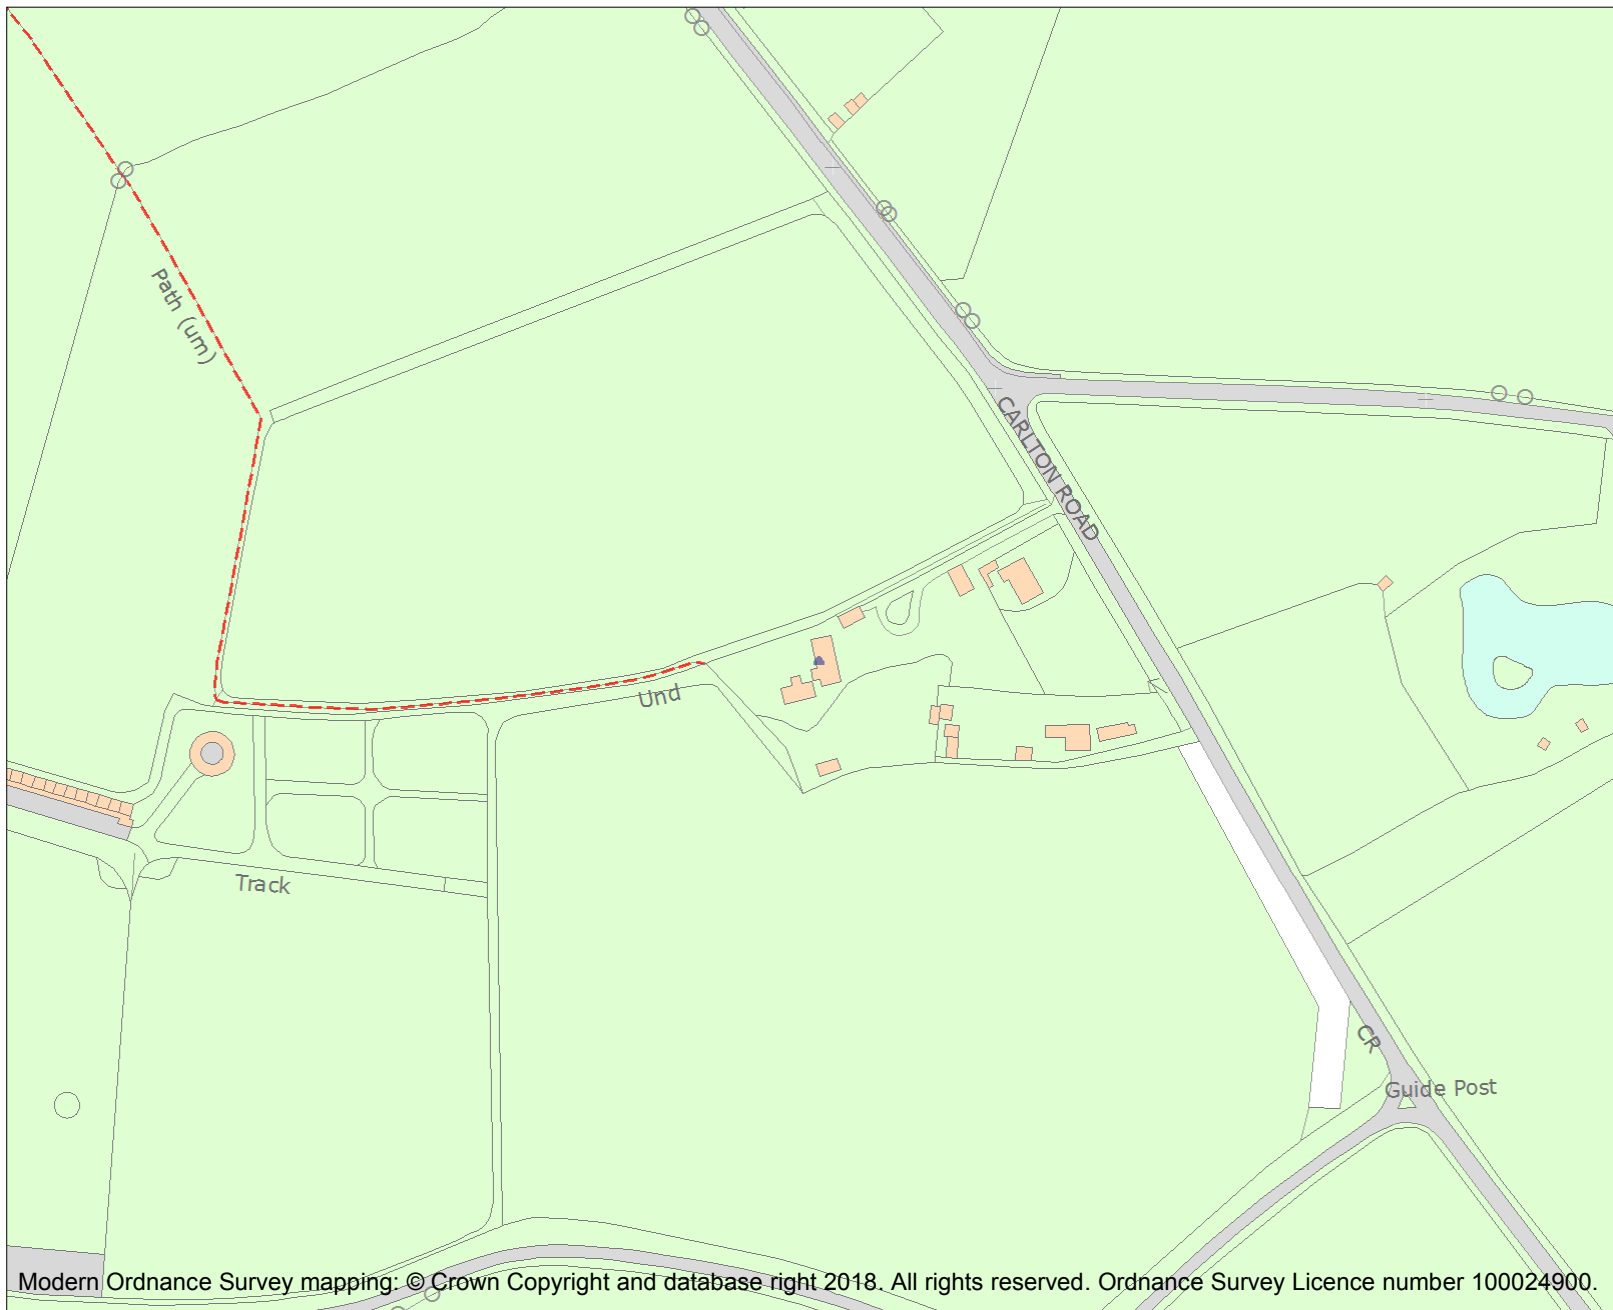 Path (um)
CARLTON ROAD
Und
Track
CR
Guide Post
Modern Ordnance Survey mapping: © Crown Copyright and database right 2018. All rights reserved. Ordnance Survey Licence number 100024900.